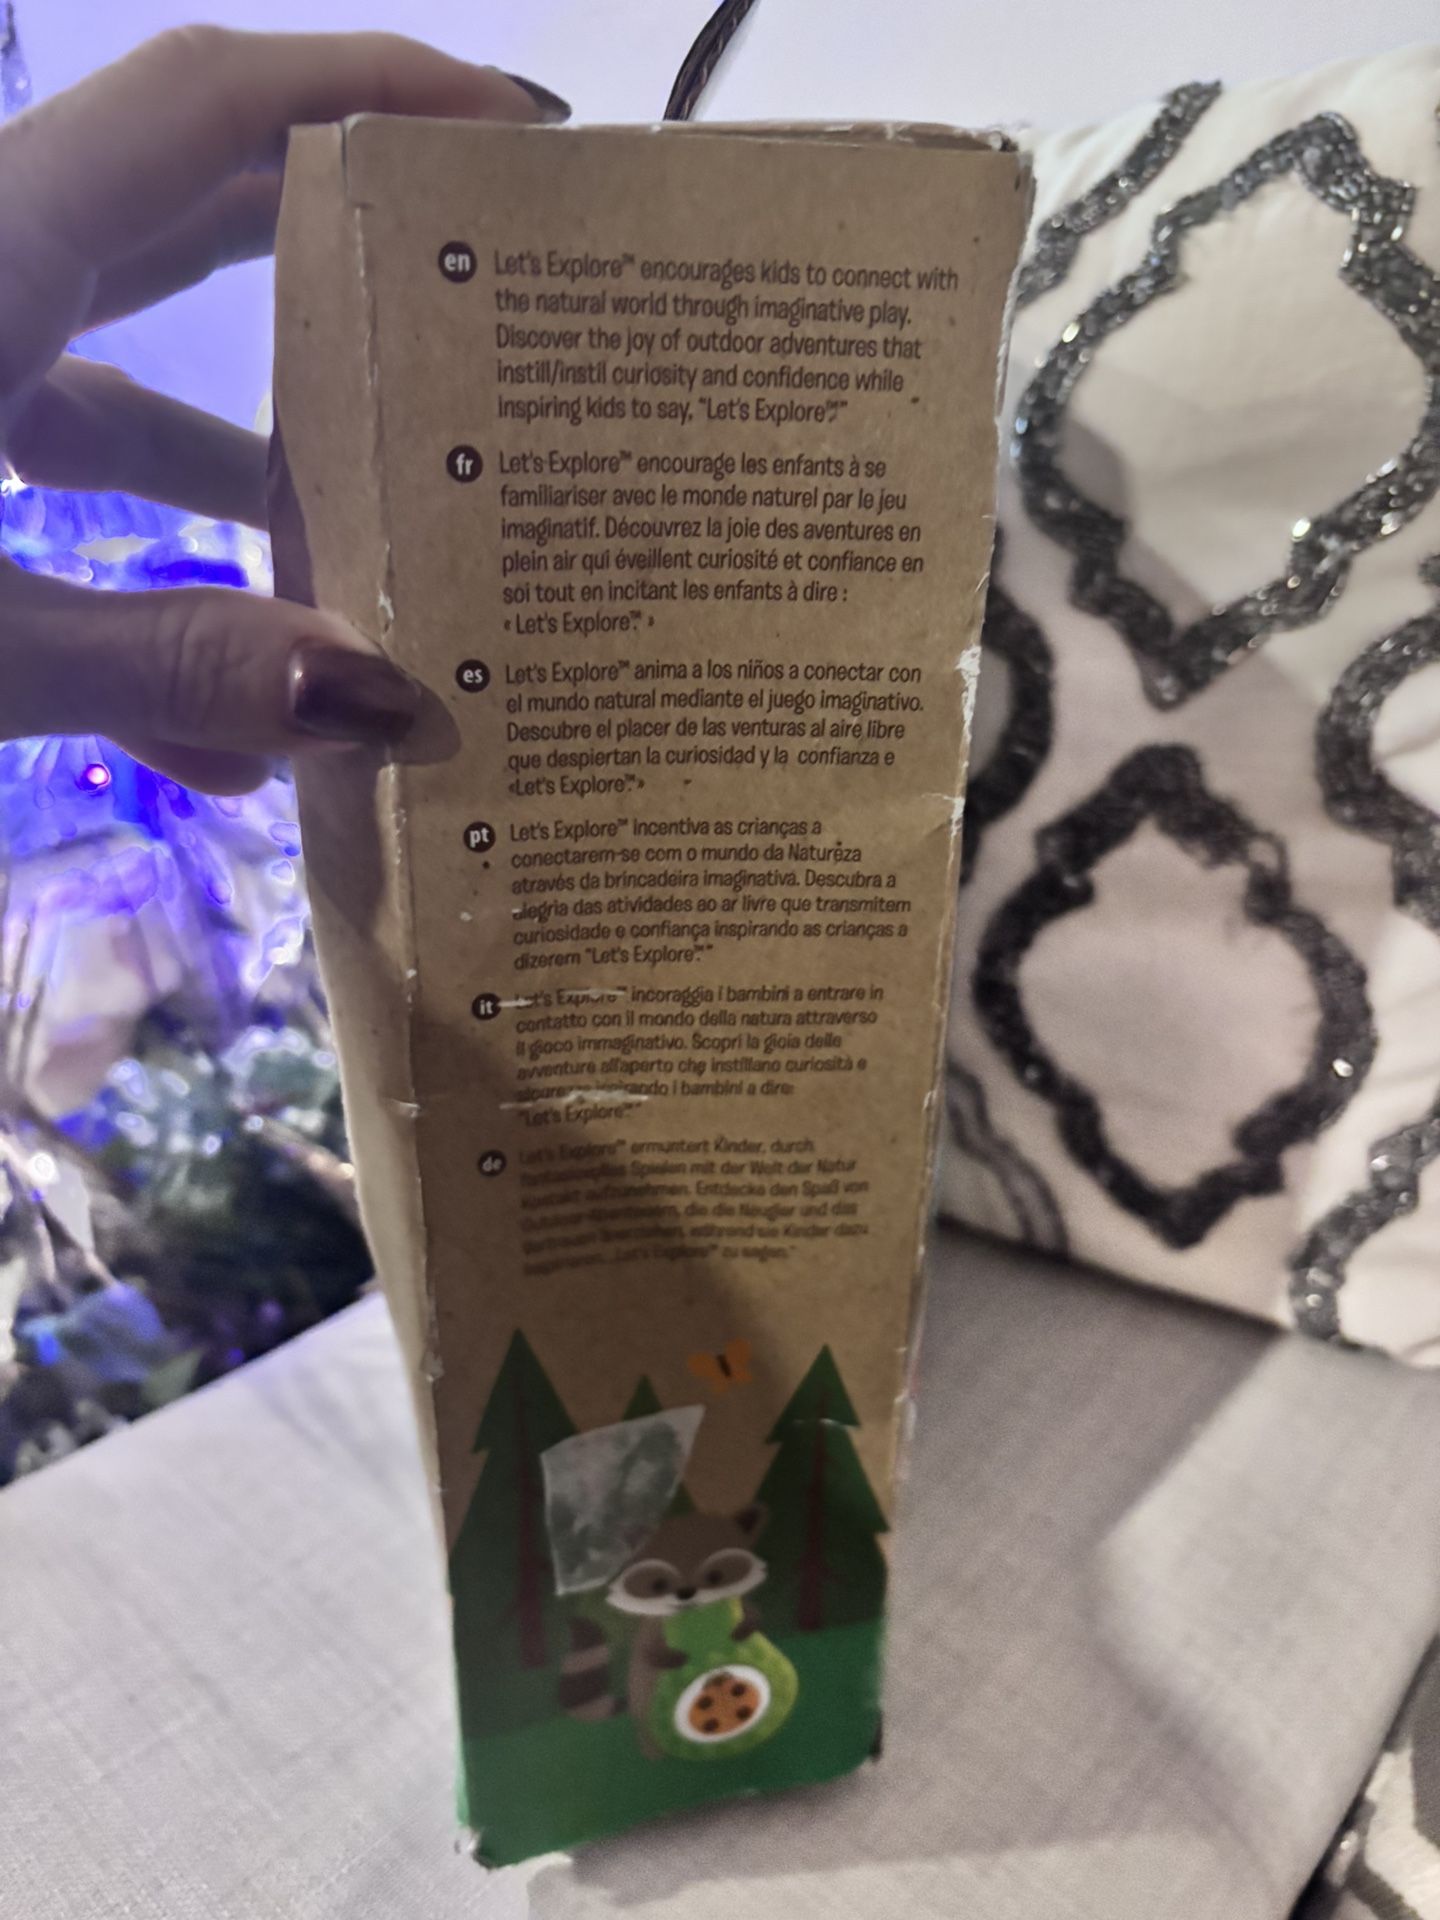 en Let's Explore™ encourages kids to connect with
the natural world through imaginative play.
Discover the joy of outdoor adventures that
instill/instil curiosity and confidence while
inspiring kids to say, "Let's Explore™."
fr Let's Explore™ encourage les enfants à se
familiariser avec le monde naturel par le jeu
imaginatif. Découvrez la joie des aventures en
plein air qui éveillent curiosité et confiance en
soi tout en incitant les enfants à dire :
« Let's Explore™. »
es Let's Explore™ anima a los niños a conectar con
el mundo natural mediante el juego imaginativo.
Descubre el placer de las venturas al aire libre
que despiertan la curiosidad y la confianza e
«Let's Explore™.»
pt Let's Explore™ incentiva as crianças a
conectarem-se com o mundo da Natureza
através da brincadeira imaginativa. Descubra a
alegria das atividades ao ar livre que transmitem
curiosidade e confiança inspirando as crianças a
dizerem "Let's Explore™."
it Let's Explore™ incoraggia i bambini a entrare in
contatto con il mondo della natura attraverso
il gioco immaginativo. Scopri la gioia delle
avventure all'aperto che instillano curiosità e
ispirando i bambini a dire:
"Let's Explore™"
de Let's Explore™ ermuntert Kinder, durch
fantasievolles Spielen mit der Welt der Natur
Kontakt aufzunehmen. Entdecke den Spaß von
Outdoor-Abenteuern, die die Neugier und das
Vertrauen während sie Kinder dazu
inspirieren, „Let's Explore™ zu sagen."